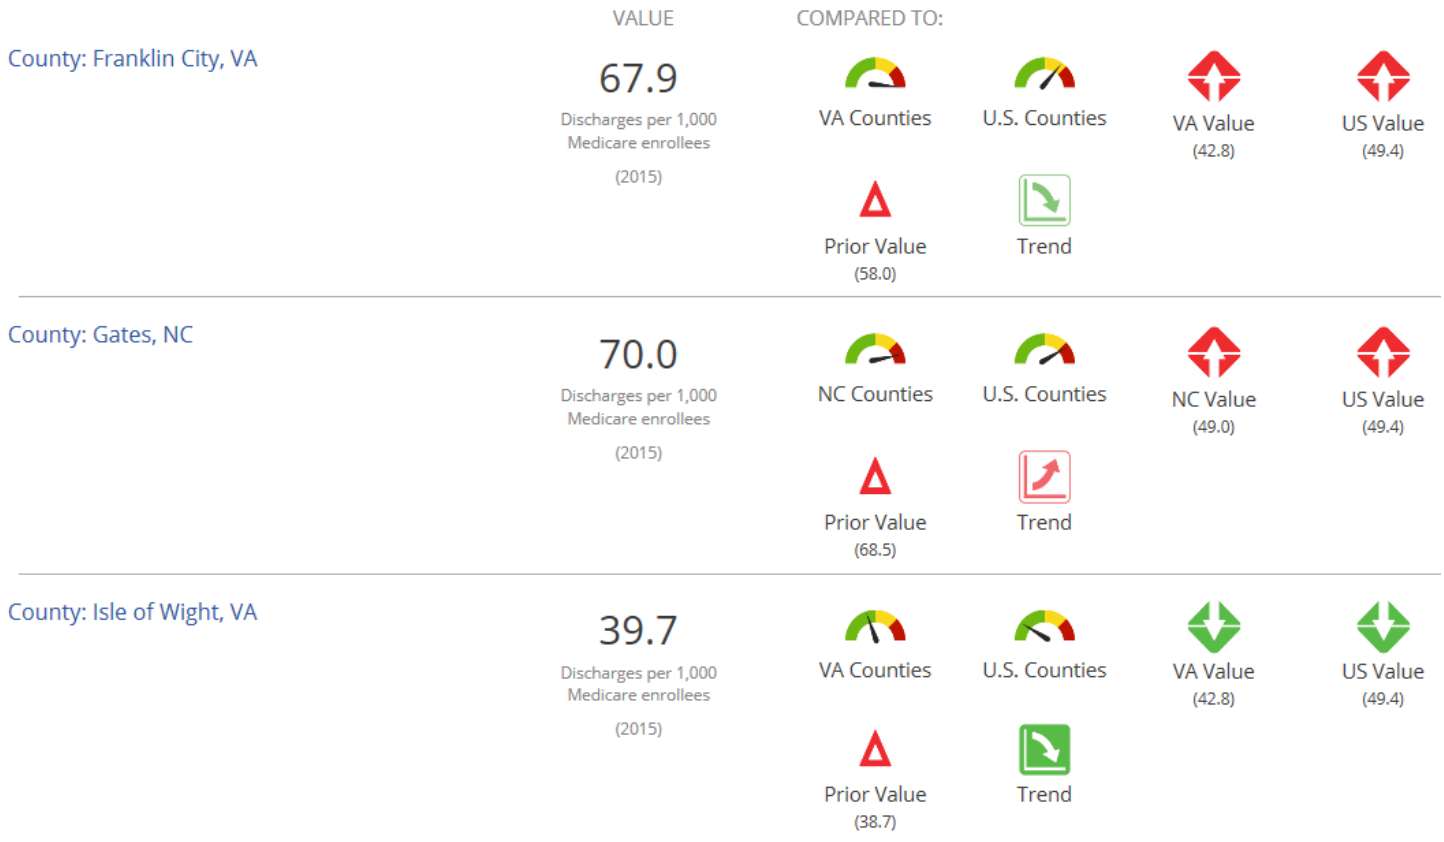 VALUE COMPARED TO:
County: Franklin City, VA
67.9
Discharges per 1,000
Medicare enrollees
(2015)
VA Counties
U.S. Counties
VA Value
(42.8)
US Value
(49.4)
Prior Value
(58.0)
Trend
County: Gates, NC
70.0
Discharges per 1,000
Medicare enrollees
(2015)
NC Counties
U.S. Counties
NC Value
(49.0)
US Value
(49.4)
Prior Value
(68.5)
Trend
County: Isle of Wight, VA
39.7
Discharges per 1,000
Medicare enrollees
(2015)
VA Counties
U.S. Counties
VA Value
(42.8)
US Value
(49.4)
Prior Value
(38.7)
Trend